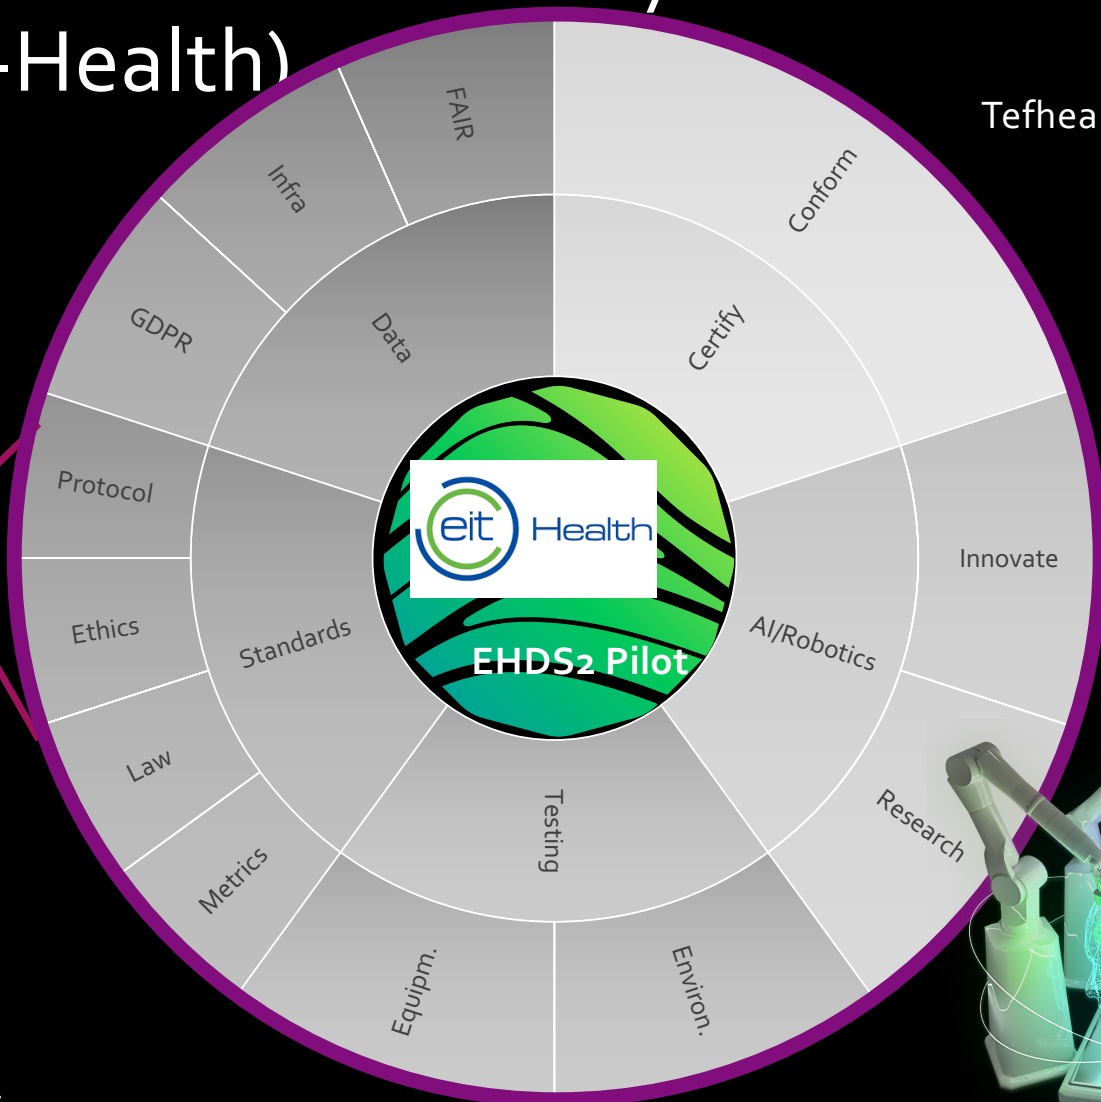 -Health)
Tefhea
FAIR
Infra
GDPR
Data
Conform
Certify
Protocol
Ethics
Law
Metrics
Standards
eit Health
EHDS2 Pilot
Innovate
AI/Robotics
Research
Testing
Equipm.
Environ.